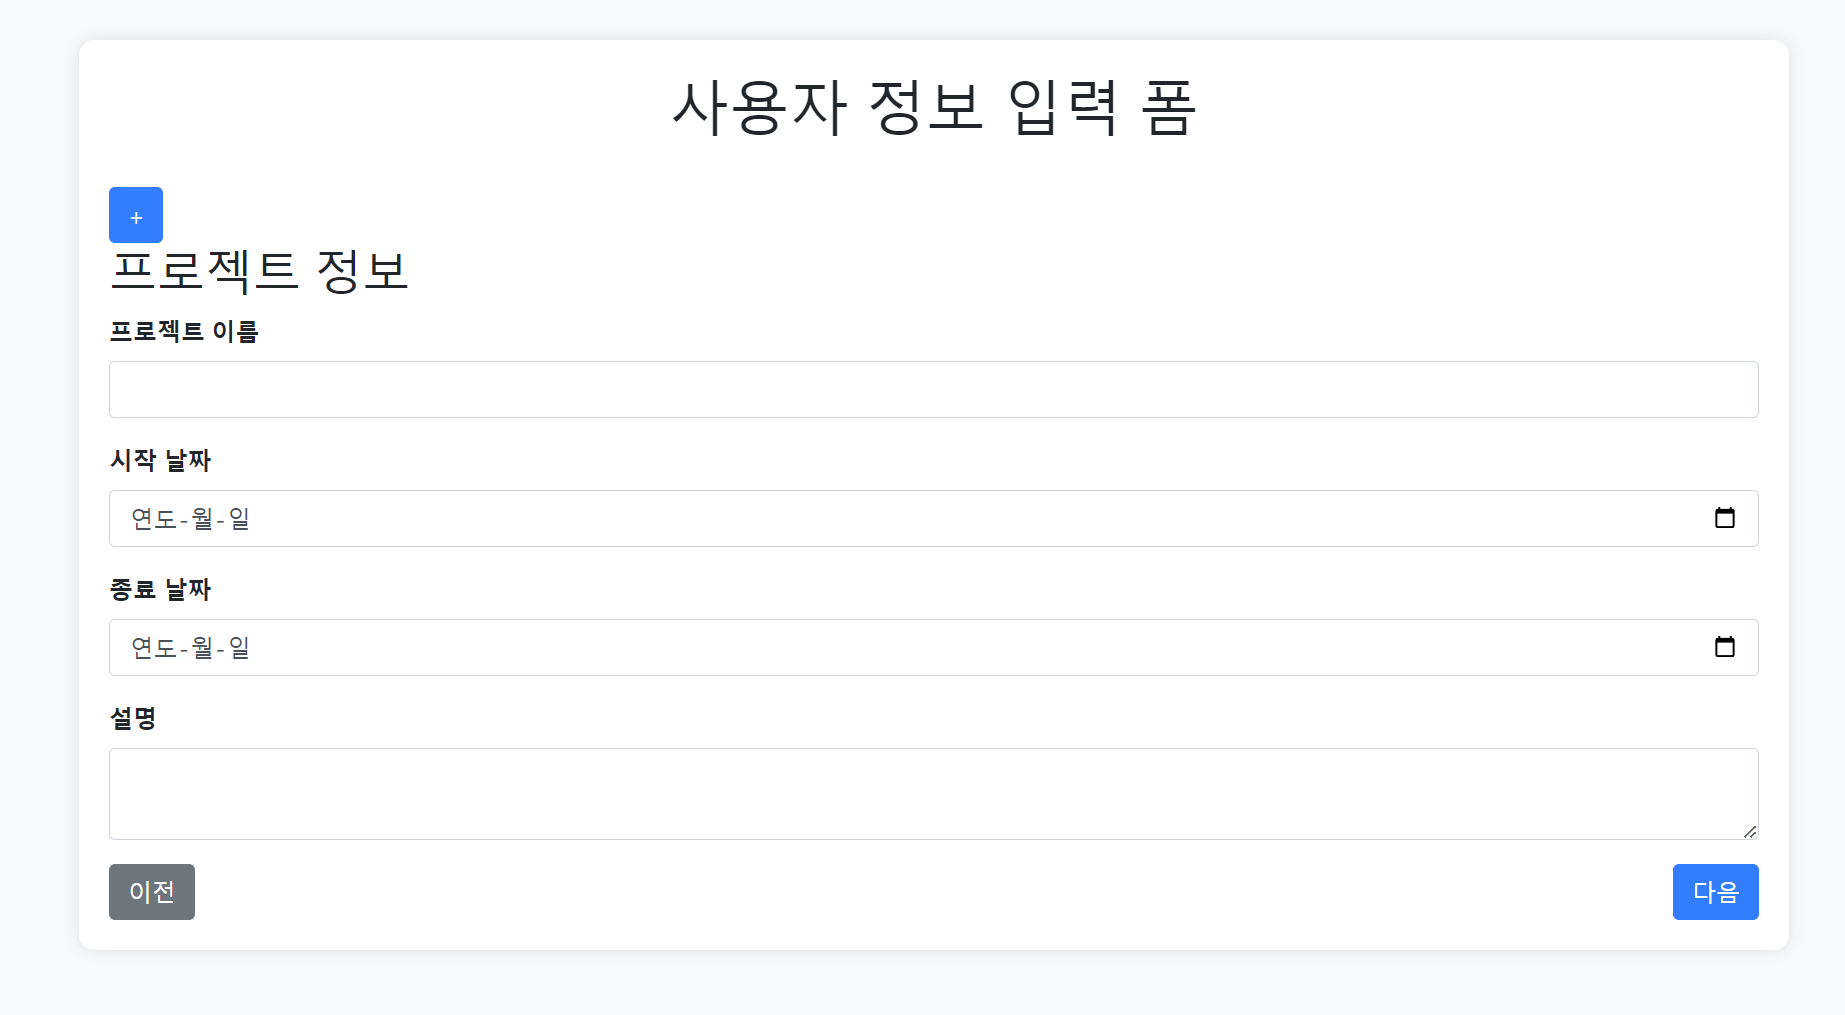 사용자 정보 입력 폼
+
프로젝트 정보
프로젝트 이름
시작 날짜
연도-월-일
종료 날짜
연도-월-일
설명
이전 다음